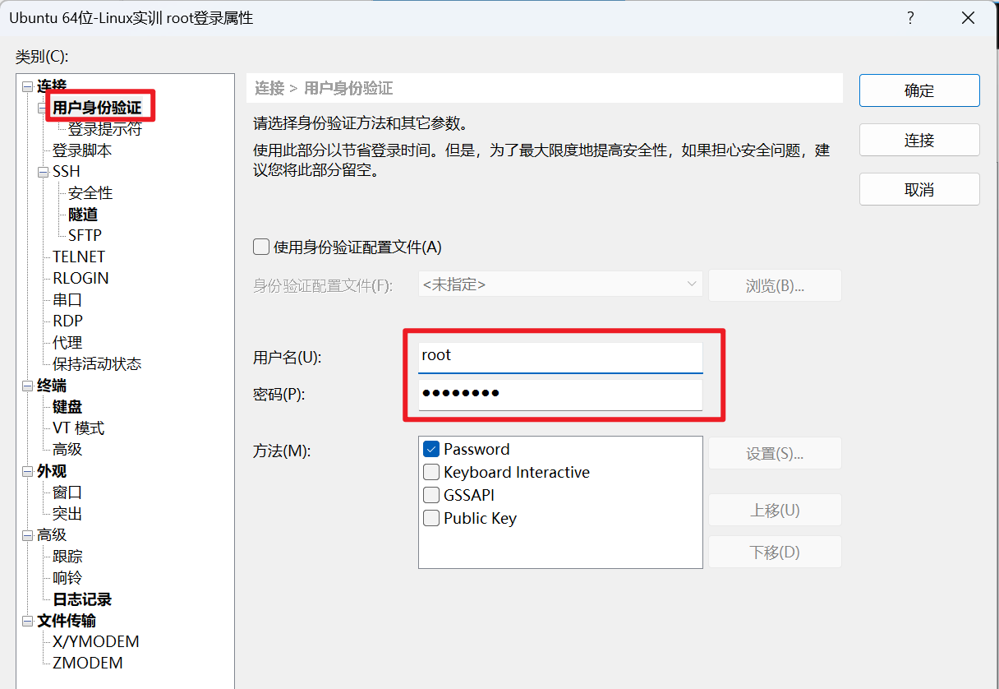 Ubuntu 64位-Linux实训 root登录属性
?
类别(C):
连接
用户身份验证
登录提示符
登录脚本
SSH
安全性
隧道
SFTP
TELNET
RLOGIN
串口
RDP
代理
保持活动状态
终端
键盘
VT 模式
高级
外观
窗口
突出
高级
跟踪
响铃
日志记录
文件传输
X/YMODEM
ZMODEM
连接 > 用户身份验证
请选择身份验证方法和其它参数。
使用此部分以节省登录时间。但是，为了最大限度地提高安全性，如果担心安全问题，建
议您将此部分留空。
使用身份验证配置文件(A)
身份验证配置文件(F): <未指定> 浏览(B)...
用户名(U): root
密码(P): ●●●●●●●●
方法(M):
Password
Keyboard Interactive
GSSAPI
Public Key
设置(S)...
上移(U)
下移(D)
确定
连接
取消